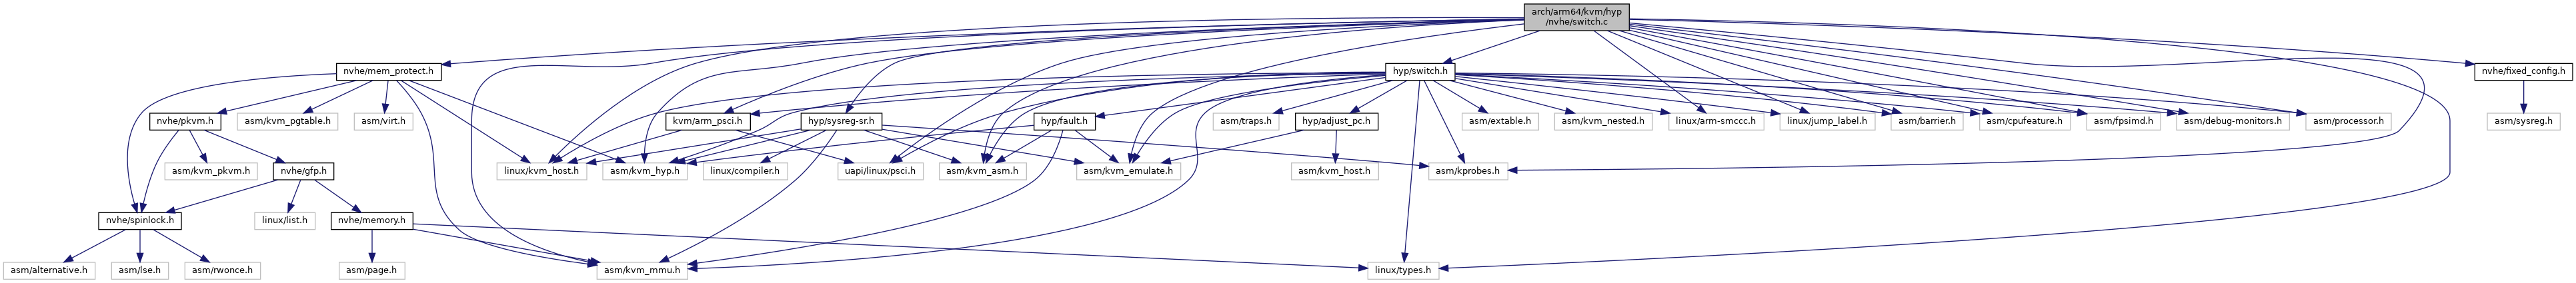 arch/arm64/kvm/hyp
/nvhe/switch.c
nvhe/mem_protect.h
hyp/switch.h
nvhe/fixed_config.h
nvhe/pkvm.h
asm/kvm_pgtable.h
asm/virt.h
kvm/arm_psci.h
hyp/sysreg-sr.h
hyp/fault.h
asm/traps.h
hyp/adjust_pc.h
asm/extable.h
asm/kvm_nested.h
linux/arm-smccc.h
linux/jump_label.h
asm/barrier.h
asm/cpufeature.h
asm/fpsimd.h
asm/debug-monitors.h
asm/processor.h
asm/sysreg.h
asm/kvm_pkvm.h
nvhe/gfp.h
linux/kvm_host.h
asm/kvm_hyp.h
linux/compiler.h
uapi/linux/psci.h
asm/kvm_asm.h
asm/kvm_emulate.h
asm/kvm_host.h
asm/kprobes.h
nvhe/spinlock.h
linux/list.h
nvhe/memory.h
asm/alternative.h
asm/lse.h
asm/rwonce.h
asm/page.h
asm/kvm_mmu.h
linux/types.h